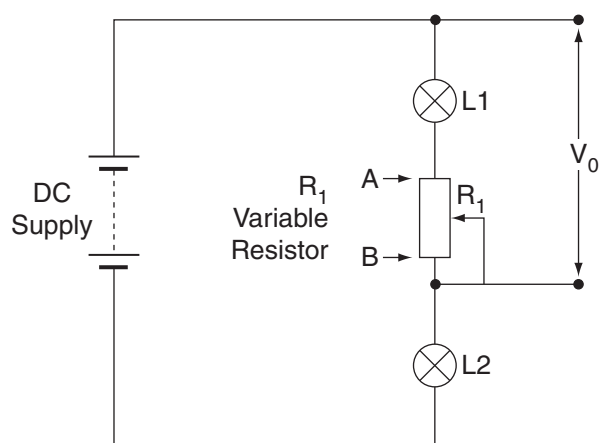 L1
DC
Supply
R1
Variable
Resistor
A
R1
B
V0
L2